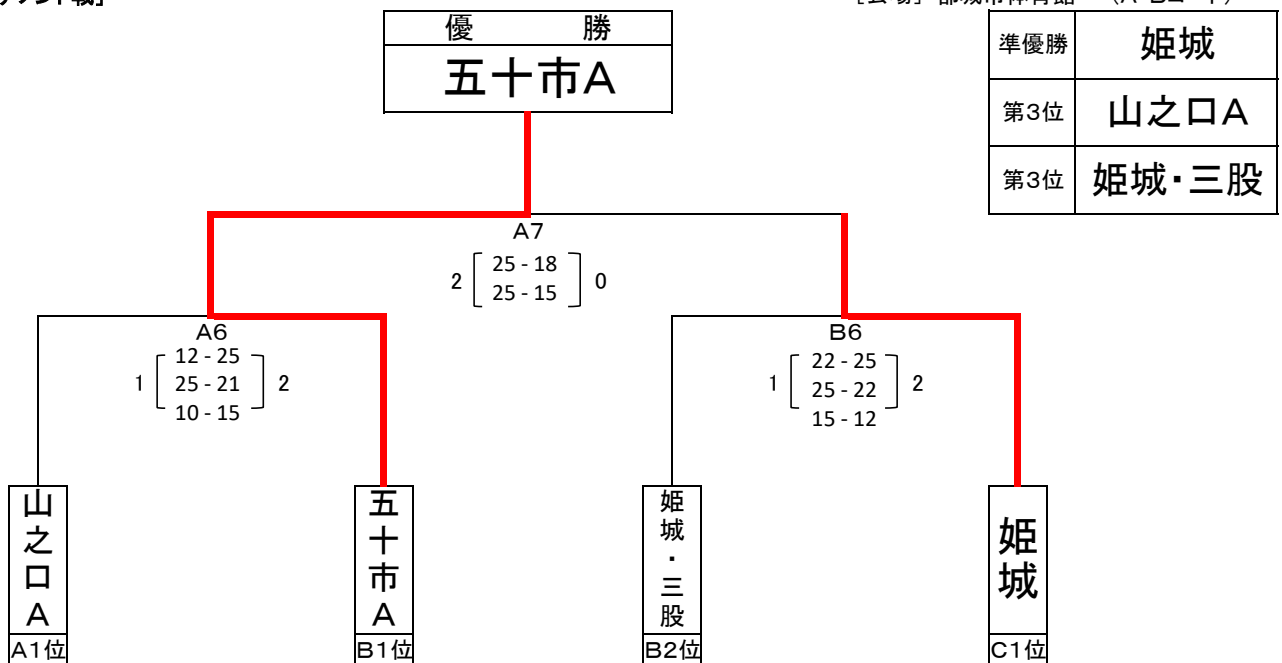 優　勝
五十市A
準優勝 姫城
第3位 山之口A
第3位 姫城・三股
A7
2 25 - 18 0
25 - 15
A6
12 - 25
1 25 - 21 2
10 - 15
B6
22 - 25
1 25 - 22 2
15 - 12
山之口A
A1位
五十市A
B1位
姫城・三股
B2位
姫城
C1位